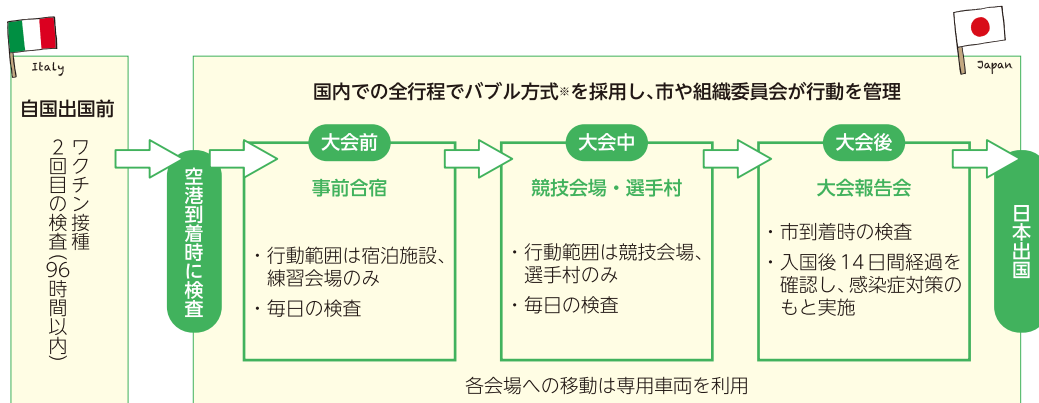 Italy
Japan
自国出国前
ワクチン接種
2回目の検査(96時間以内)
空港到着時に検査
国内での全行程でバブル方式※を採用し、市や組織委員会が行動を管理
大会前
事前合宿
・行動範囲は宿泊施設、
練習会場のみ
・毎日の検査
大会中
競技会場・選手村
・行動範囲は競技会場、
選手村のみ
・毎日の検査
大会後
大会報告会
・市到着時の検査
・入国後14日間経過を
確認し、感染症対策の
もと実施
日本出国
各会場への移動は専用車両を利用